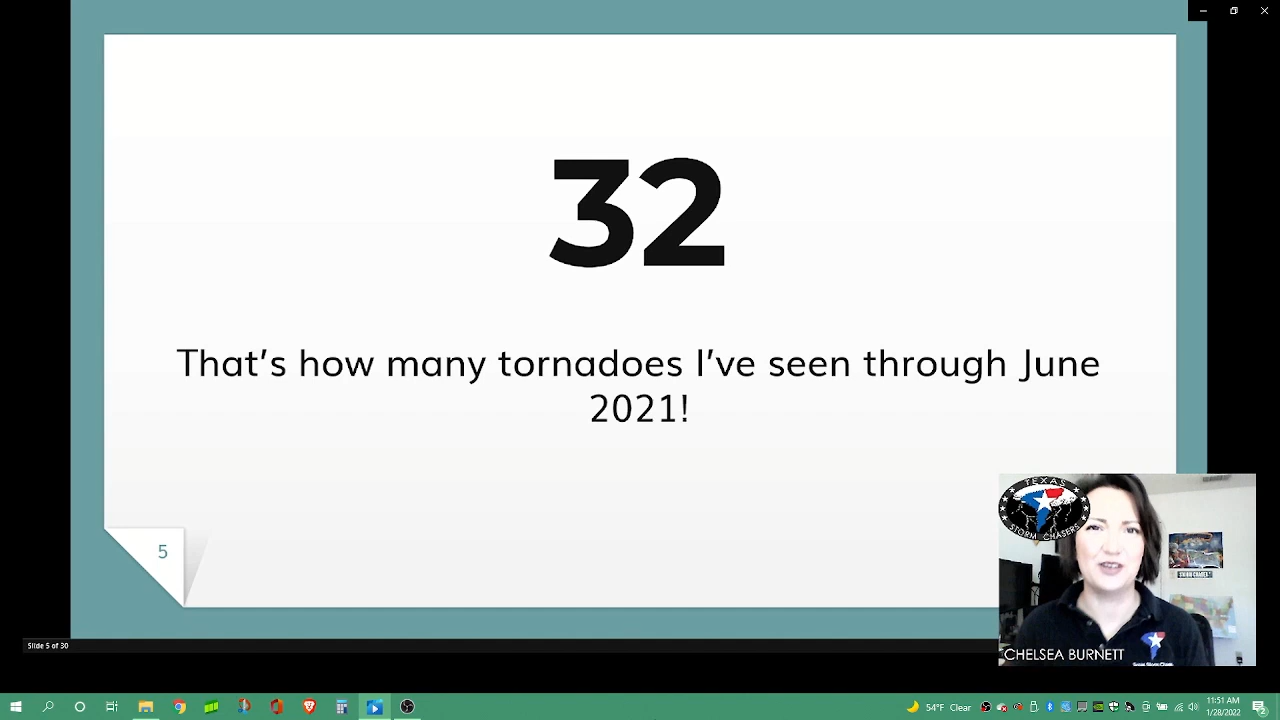 32
That's how many tornadoes I've seen through June
2021!
5
TEXAS
STORM CHASERS
CHELSEA BURNETT
Slide 5 of 30
54°F Clear
11:51 AM
1/28/2022
2